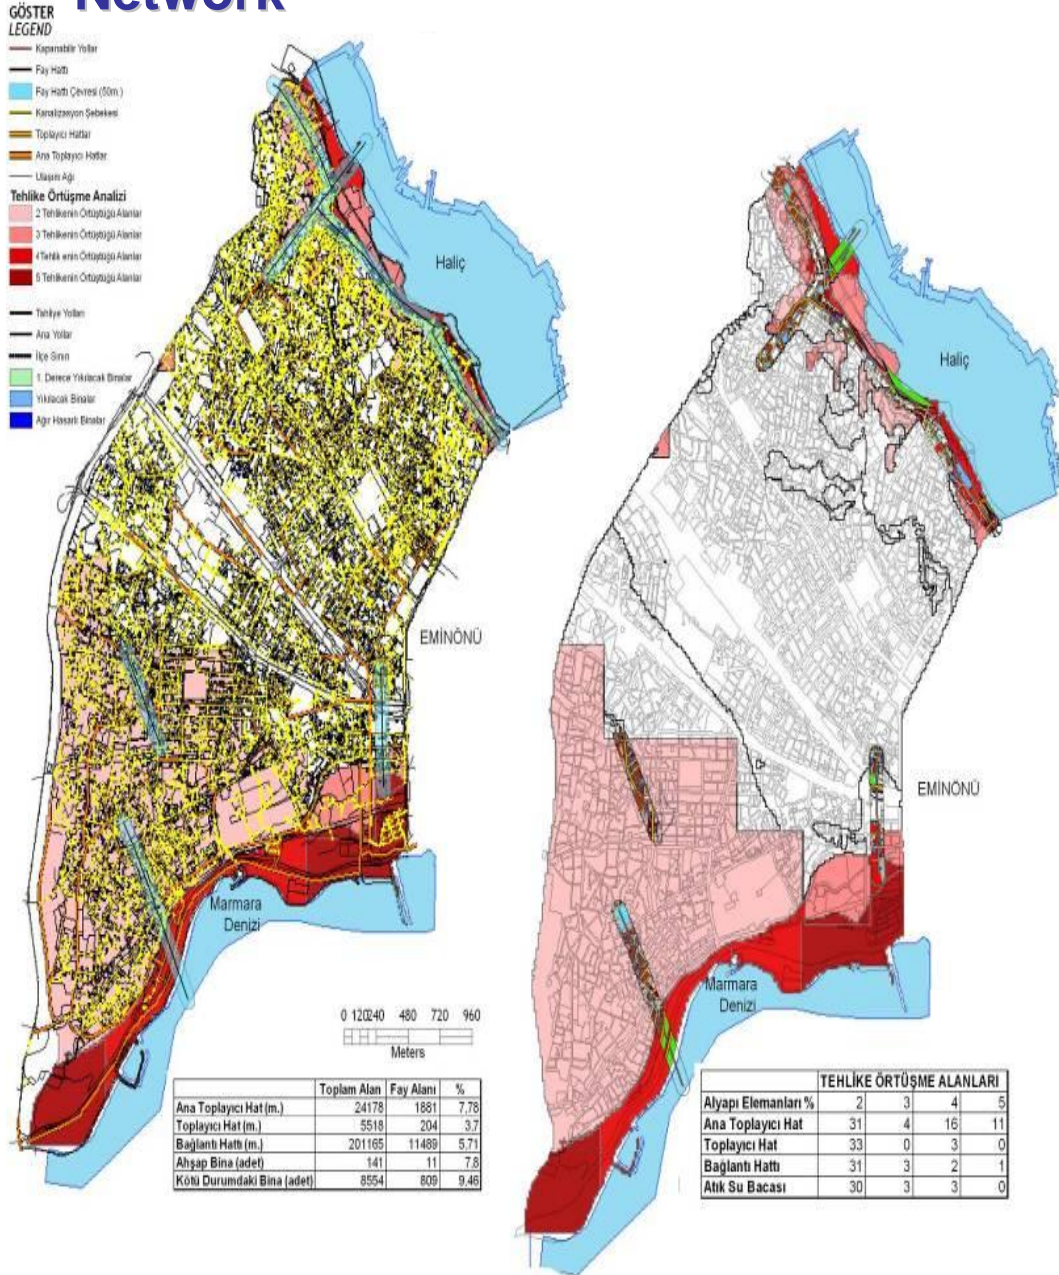 Network
GÖSTER
LEGEND
Kapanabilir Yollar
Fay Hattı
Fay Hattı Çevresi (50m.)
Kanalizasyon Şebekesi
Toplayıcı Hatlar
Ana Toplayıcı Hatlar
Ulaşım Ağı
Tehlike Örtüşme Analizi
2 Tehlikenin Örtüştüğü Alanlar
3 Tehlikenin Örtüştüğü Alanlar
4Tehlik enin Örtüştüğü Alanlar
5 Tehlikenin Örtüştüğü Alanlar
Tahliye Yolları
Ana Yollar
İlçe Sınırı
1. Derece Yıkılacak Binalar
Yıkılacak Binalar
Ağır Hasarlı Binalar
Haliç
EMİNÖNÜ
Marmara
Denizi
0 120240 480 720 960
Meters
Toplam Alan Fay Alanı %
Ana Toplayıcı Hat (m.) 24178 1881 7,78
Toplayıcı Hat (m.) 5518 204 3,7
Bağlantı Hattı (m.) 201165 11489 5,71
Ahşap Bina (adet) 141 11 7,8
Kötü Durumdaki Bina (adet) 8554 809 9,46
Haliç
EMİNÖNÜ
Marmara
Denizi
TEHLİKE ÖRTÜŞME ALANLARI
Alyapı Elemanları % 2 3 4 5
Ana Toplayıcı Hat 31 4 16 11
Toplayıcı Hat 33 0 3 0
Bağlantı Hattı 31 3 2 1
Atık Su Bacası 30 3 3 0